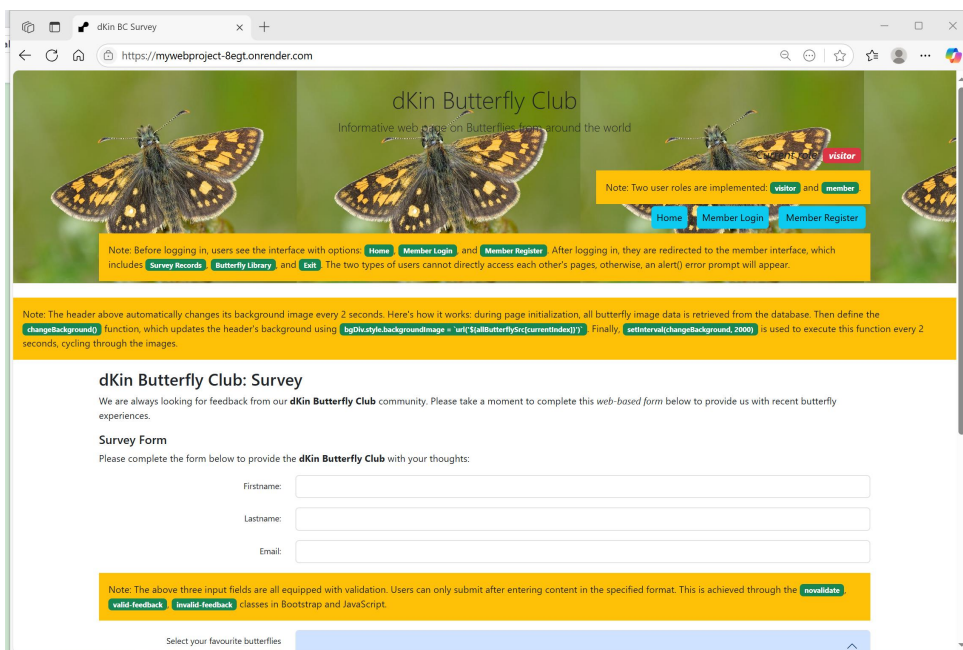 dKin BC Survey
https://mywebproject-8egt.onrender.com
dKin Butterfly Club
Informative web page on Butterflies from around the world
Current role: visitor
Note: Two user roles are implemented: visitor and member.
Home Member Login Member Register
Note: Before logging in, users see the interface with options: Home, Member Login, and Member Register. After logging in, they are redirected to the member interface, which
includes Survey Records, Butterfly Library, and Exit. The two types of users cannot directly access each other's pages, otherwise, an alert() error prompt will appear.
Note: The header above automatically changes its background image every 2 seconds. Here's how it works: during page initialization, all butterfly image data is retrieved from the database. Then define the
changeBackground() function, which updates the header's background using bgDiv.style.backgroundImage = `url('${allButterflySrc[currentIndex]}')`. Finally, setInterval(changeBackground, 2000) is used to execute this function every 2
seconds, cycling through the images.
dKin Butterfly Club: Survey
We are always looking for feedback from our dKin Butterfly Club community. Please take a moment to complete this web-based form below to provide us with recent butterfly
experiences.
Survey Form
Please complete the form below to provide the dKin Butterfly Club with your thoughts:
Firstname:
Lastname:
Email:
Note: The above three input fields are all equipped with validation. Users can only submit after entering content in the specified format. This is achieved through the novalidate,
valid-feedback, invalid-feedback classes in Bootstrap and JavaScript.
Select your favourite butterflies